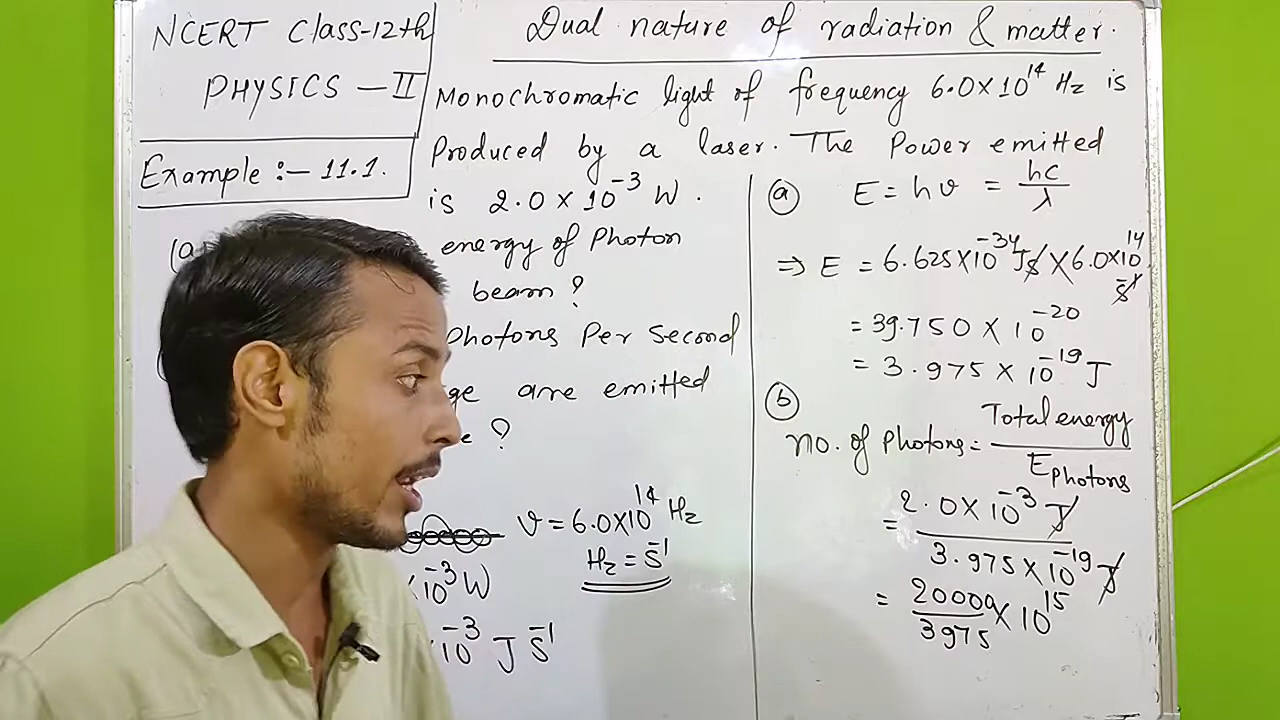 NCERT Class-12th
PHYSICS - II
Example :- 11.1.
Dual nature of radiation & matter.
Monochromatic light of frequency 6.0×10¹⁴ Hz is
Produced by a laser. The Power emitted
is 2.0 × 10⁻³ W.
(a
energy of Photon
beam ?
Photons Per second
are emitted
?
ν = 6.0×10¹⁴ Hz
Hz = s⁻¹
×10⁻³ W
10⁻³ J s⁻¹
(a) E = hν = hc/λ
⇒ E = 6.625×10⁻³⁴ Js × 6.0×10¹⁴ s⁻¹
= 39.750 × 10⁻²⁰
= 3.975 × 10⁻¹⁹ J
(b)
no. of Photons = Total energy / E Photons
= 2.0 × 10⁻³ J / 3.975 × 10⁻¹⁹ J
= 20000/3975 × 10¹⁵